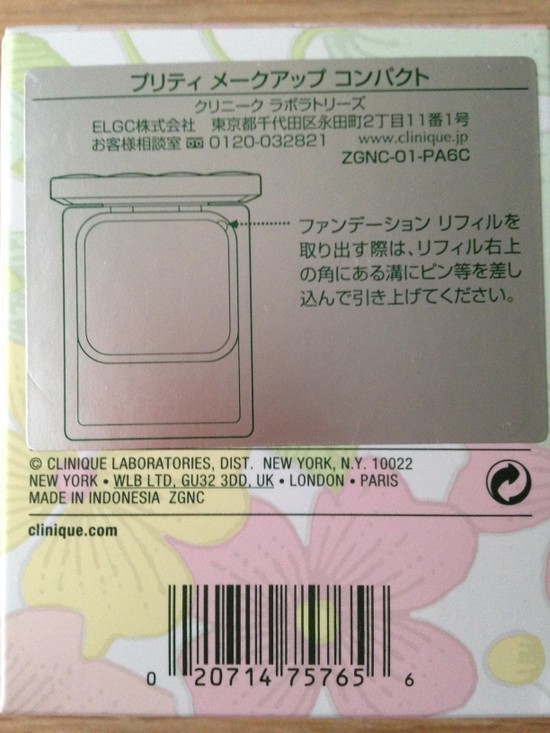 プリティ メークアップ コンパクト
クリニーク ラボラトリーズ
ELGC株式会社 東京都千代田区永田町2丁目11番1号
お客様相談室 0120-032821 www.clinique.jp
ZGNC-01-PA6C
ファンデーション リフィルを
取り出す際は、リフィル右上
の角にある溝にピン等を差し
込んで引き上げてください。
© CLINIQUE LABORATORIES, DIST. NEW YORK, N.Y. 10022
NEW YORK • WLB LTD, GU32 3DD, UK • LONDON • PARIS
MADE IN INDONESIA ZGNC
clinique.com
0 20714 75765 6